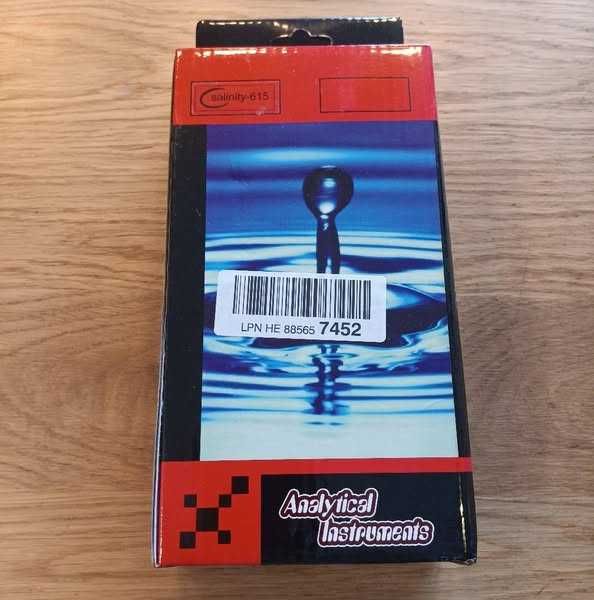 salinity-615
LPN HE 88565 7452
Analytical
Instruments